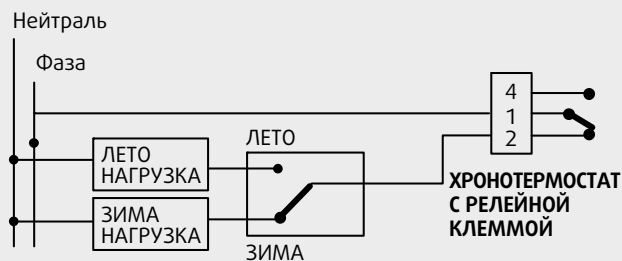 Нейтраль
Фаза
4
1
2
ЛЕТО
НАГРУЗКА
ЛЕТО
ЗИМА
НАГРУЗКА
ЗИМА
ХРОНОТЕРМОСТАТ
С РЕЛЕЙНОЙ
КЛЕММОЙ